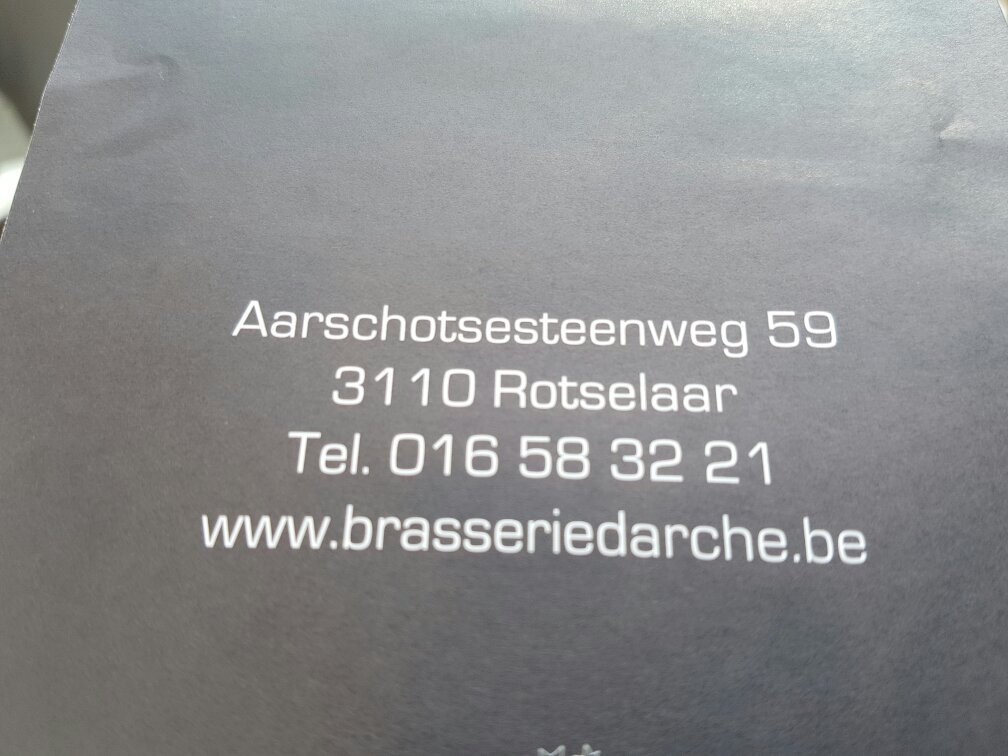 Aarschotsesteenweg 59
3110 Rotselaar
Tel. 016 58 32 21
www.brasseriedarche.be